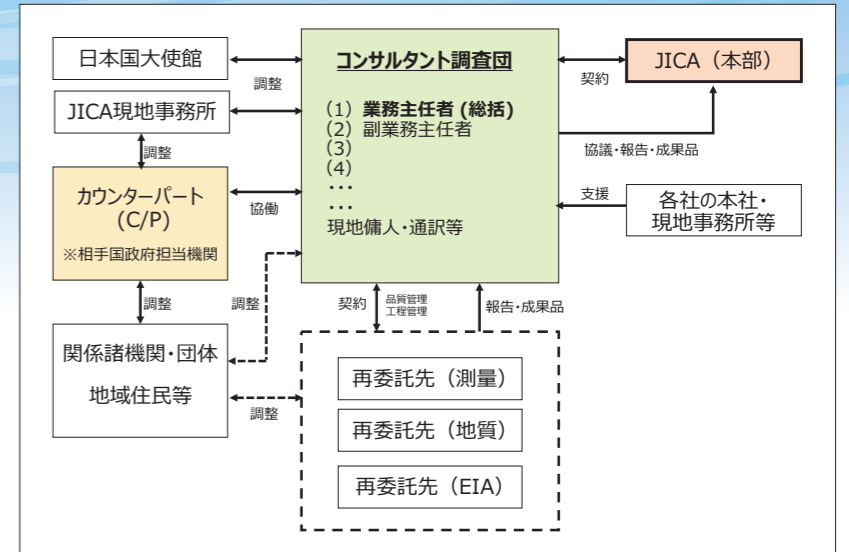 日本国大使館
調整
JICA現地事務所
調整
カウンターパート
(C/P)
※相手国政府担当機関
協働
調整
調整
関係諸機関・団体
地域住民等
調整
コンサルタント調査団
(1) 業務主任者 (総括)
(2) 副業務主任者
(3)
(4)
・・・
・・・
現地傭人・通訳等
契約
JICA（本部）
協議・報告・成果品
支援
各社の本社・
現地事務所等
契約
品質管理
工程管理
報告・成果品
再委託先（測量）
再委託先（地質）
再委託先（EIA）